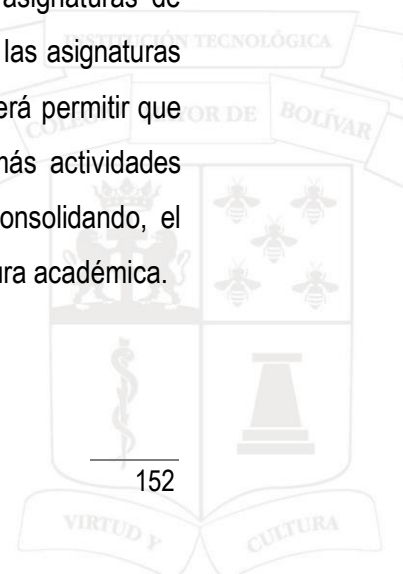 asignaturas de
las asignaturas
erá permitir que
más actividades
onsolidando, el
ura académica.
152
INSTITUCIÓN TECNOLÓGICA
COLEGIO MAYOR DE BOLÍVAR
VIRTUD Y CULTURA